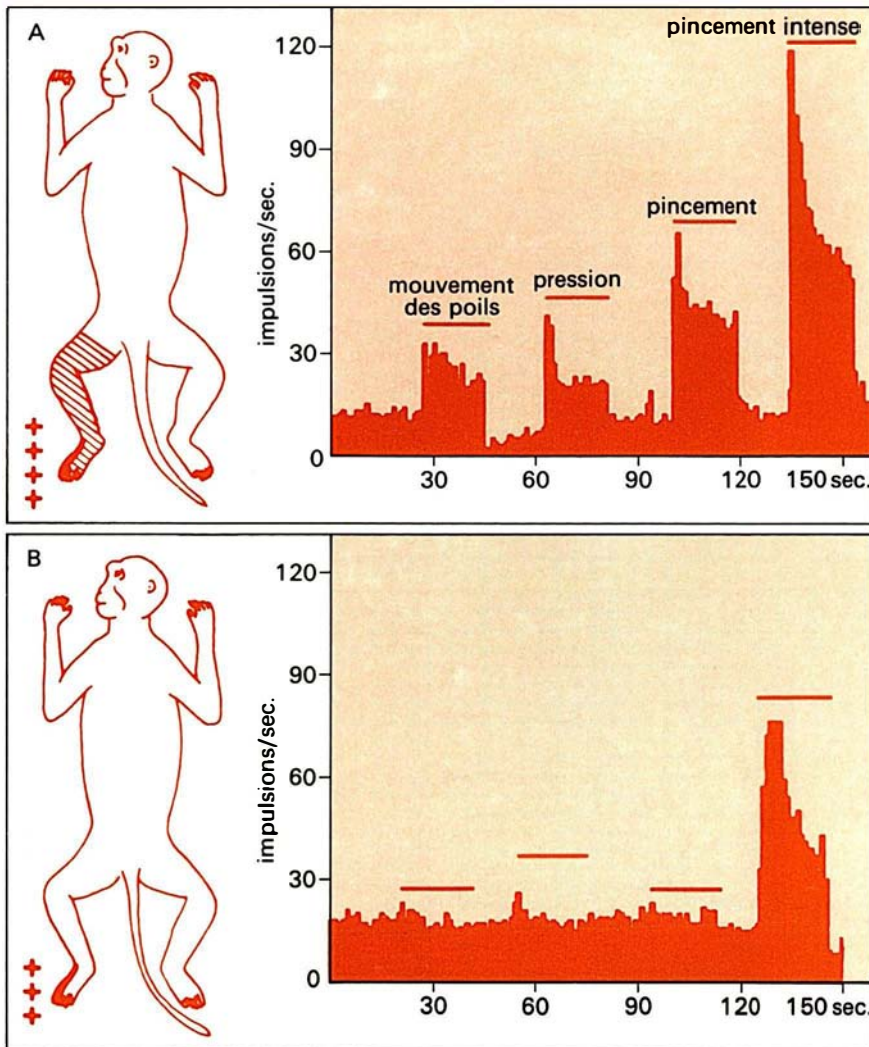 A
pincement intense
120
90
pincement
impulsions/sec.
60
mouvement
des poils
pression
30
+
+
+
+
0
30 60 90 120 150 sec.
B
120
90
impulsions/sec.
60
30
+
+
+
0
30 60 90 120 150 sec.